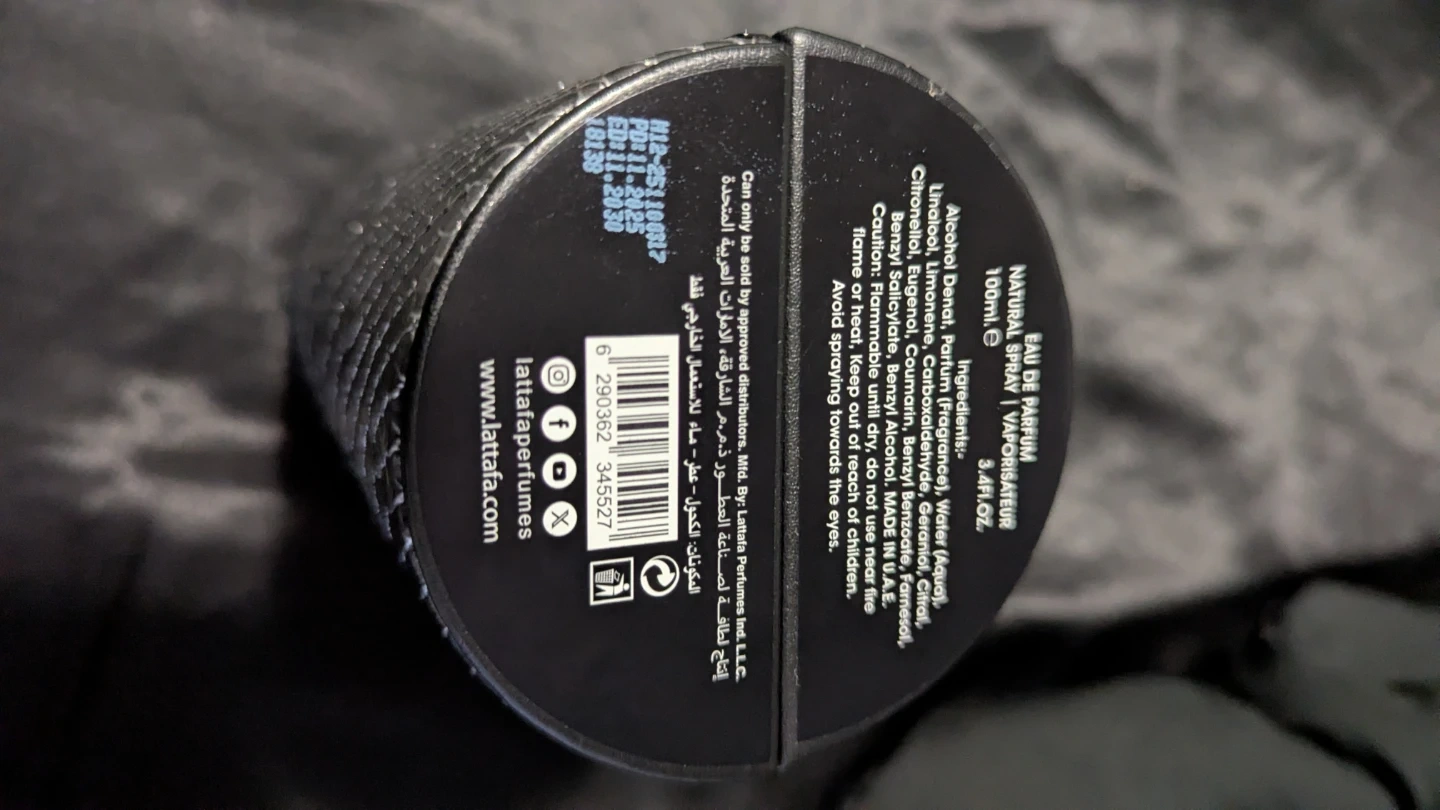 EAU DE PARFUM
NATURAL SPRAY | VAPORISATEUR
100ml.e 3.4Fl.OZ.
Ingredients:-
Alcohol Denat, Parfum (Fragrance), Water (Aqua),
Linalool, Limonene, Carboxaldehyde, Geraniol, Citral,
Citronellol, Eugenol, Coumarin, Benzyl Benzoate, Farnesol,
Benzyl Salicylate, Benzyl Alcohol. MADE IN U.A.E.
Caution: Flammable until dry, do not use near fire
flame or heat, Keep out of reach of children.
Avoid spraying towards the eyes.
Can only be sold by approved distributors. Mfd. By: Lattafa Perfumes Ind. L.L.C.
إنتاج لطافة لصناعة العطور ذ.م.م الشارقة، الامارات العربية المتحدة
المكونات: الكحول - عطر - ماء للاستعمال الخارجي فقط
PD:11.2025
ED:11.2030
18138
6 290362 345527
lattafaperfumes
www.lattafa.com